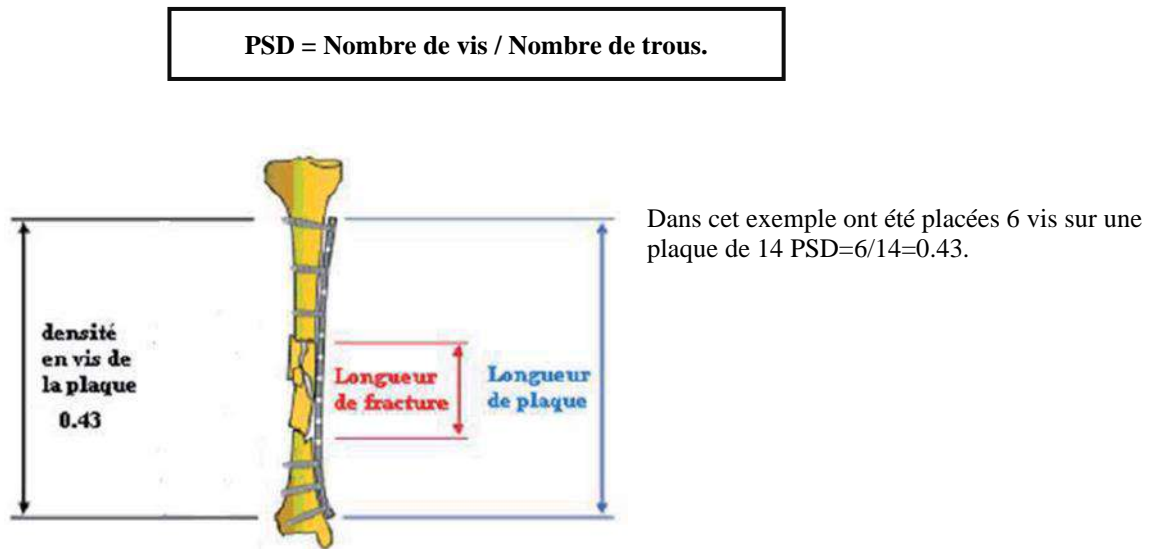 PSD = Nombre de vis / Nombre de trous.
Dans cet exemple ont été placées 6 vis sur une
plaque de 14 PSD=6/14=0.43.
densité
en vis de
la plaque
0.43
Longueur
de fracture
Longueur
de plaque